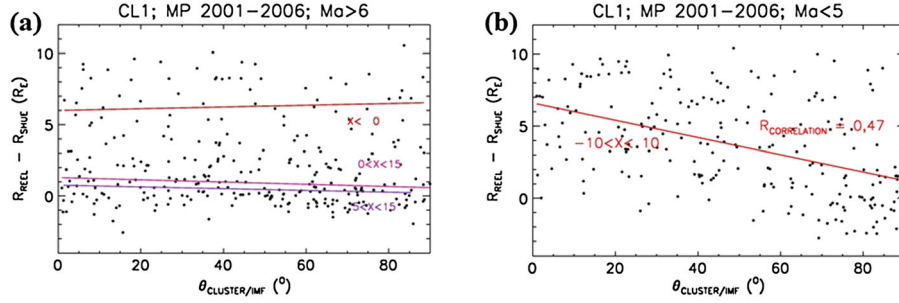 (a)
CL1; MP 2001−2006; Ma>6
R_REEL − R_SHUE (R_E)
10
5
0
x< 0
0<X<15
5<X<15
0 20 40 60 80
θ_CLUSTER/IMF (°)
(b)
CL1; MP 2001−2006; Ma<5
R_REEL − R_SHUE (R_E)
10
5
0
−10<X< 10
R_CORRELATION = 0,47
0 20 40 60 80
θ_CLUSTER/IMF (°)